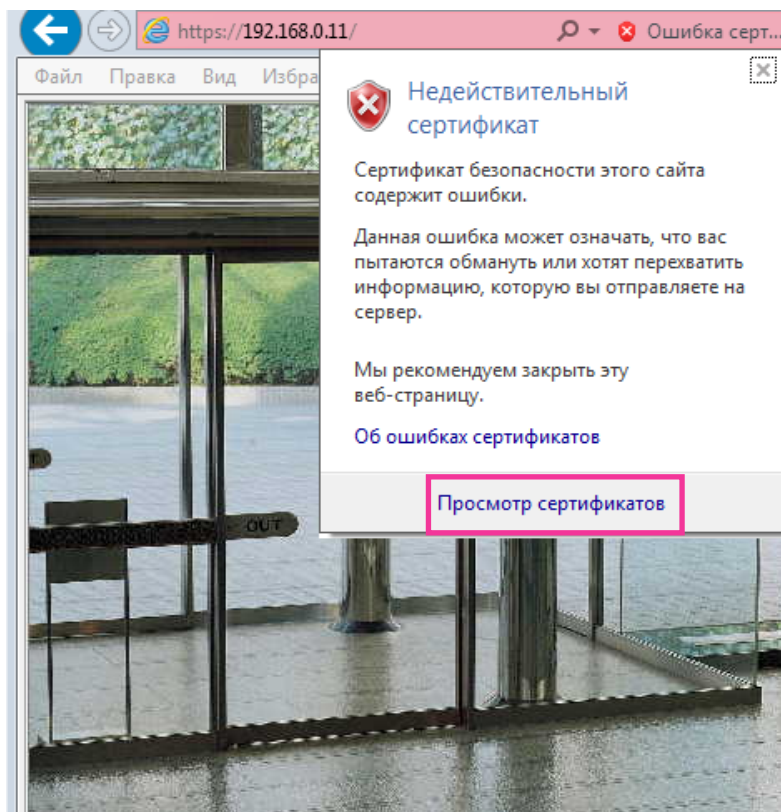 https://192.168.0.11/
Ошибка серт...
Файл Правка Вид Избра
Недействительный
сертификат
Сертификат безопасности этого сайта
содержит ошибки.
Данная ошибка может означать, что вас
пытаются обмануть или хотят перехватить
информацию, которую вы отправляете на
сервер.
Мы рекомендуем закрыть эту
веб-страницу.
Об ошибках сертификатов
Просмотр сертификатов
OUT